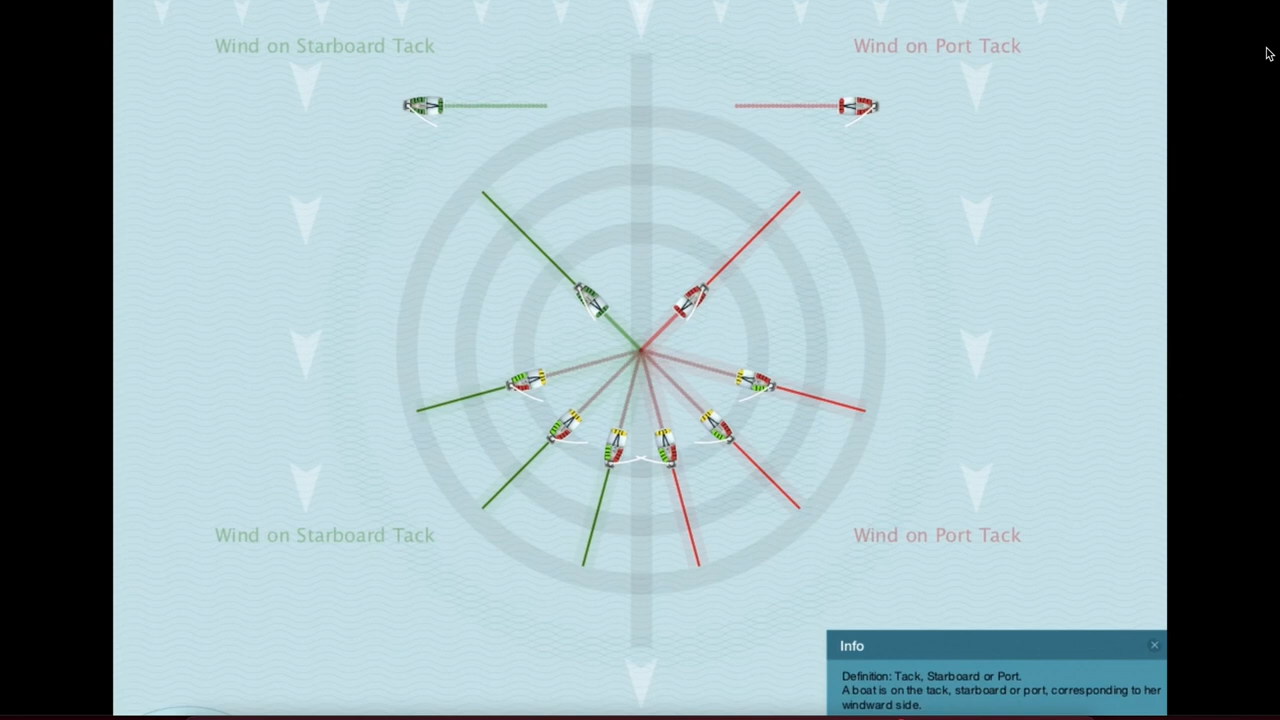 Wind on Starboard Tack
Wind on Port Tack
Wind on Starboard Tack
Wind on Port Tack
Info
Definition: Tack, Starboard or Port.
A boat is on the tack, starboard or port, corresponding to her
windward side.